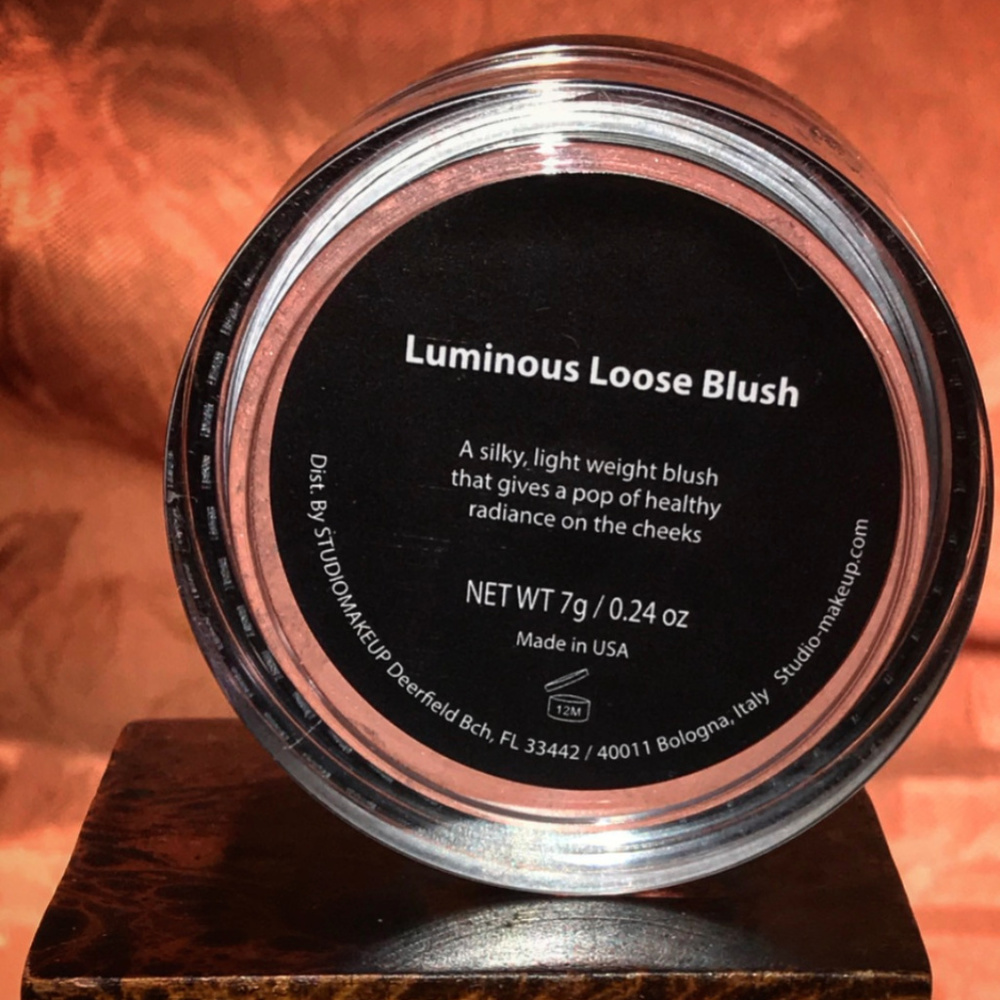 Luminous Loose Blush
A silky, light weight blush
that gives a pop of healthy
radiance on the cheeks
NET WT 7g / 0.24 oz
Made in USA
12M
Dist. By STUDIOMAKEUP Deerfield Bch, FL 33442 / 40011 Bologna, Italy Studio-makeup.com